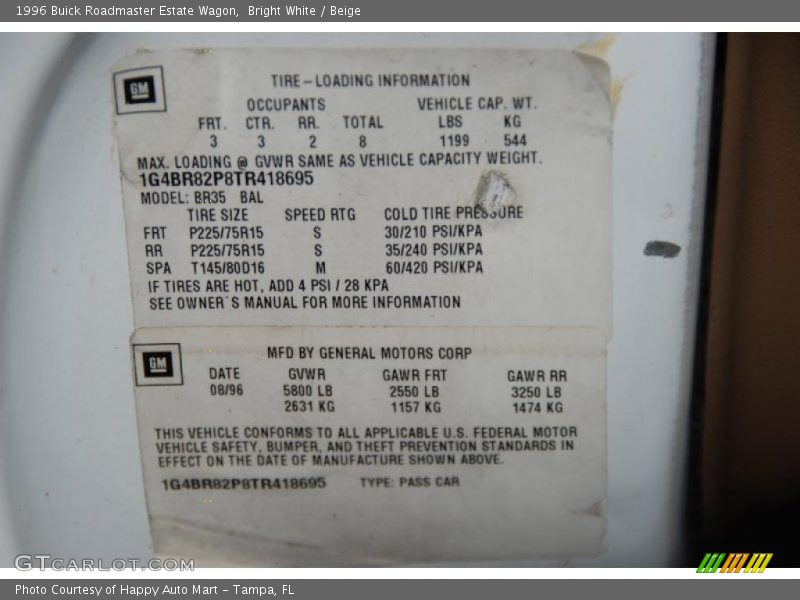 1996 Buick Roadmaster Estate Wagon, Bright White / Beige
GM
TIRE-LOADING INFORMATION
OCCUPANTS VEHICLE CAP. WT.
FRT. CTR. RR. TOTAL LBS KG
3 3 2 8 1199 544
MAX. LOADING @ GVWR SAME AS VEHICLE CAPACITY WEIGHT.
1G4BR82P8TR418695
MODEL: BR35 BAL
TIRE SIZE SPEED RTG COLD TIRE PRESSURE
FRT P225/75R15 S 30/210 PSI/KPA
RR P225/75R15 S 35/240 PSI/KPA
SPA T145/80D16 M 60/420 PSI/KPA
IF TIRES ARE HOT, ADD 4 PSI / 28 KPA
SEE OWNER'S MANUAL FOR MORE INFORMATION
GM
MFD BY GENERAL MOTORS CORP
DATE GVWR GAWR FRT GAWR RR
08/96 5800 LB 2550 LB 3250 LB
2631 KG 1157 KG 1474 KG
THIS VEHICLE CONFORMS TO ALL APPLICABLE U.S. FEDERAL MOTOR
VEHICLE SAFETY, BUMPER, AND THEFT PREVENTION STANDARDS IN
EFFECT ON THE DATE OF MANUFACTURE SHOWN ABOVE.
1G4BR82P8TR418695 TYPE: PASS CAR
GTCARLOT.COM
Photo Courtesy of Happy Auto Mart - Tampa, FL